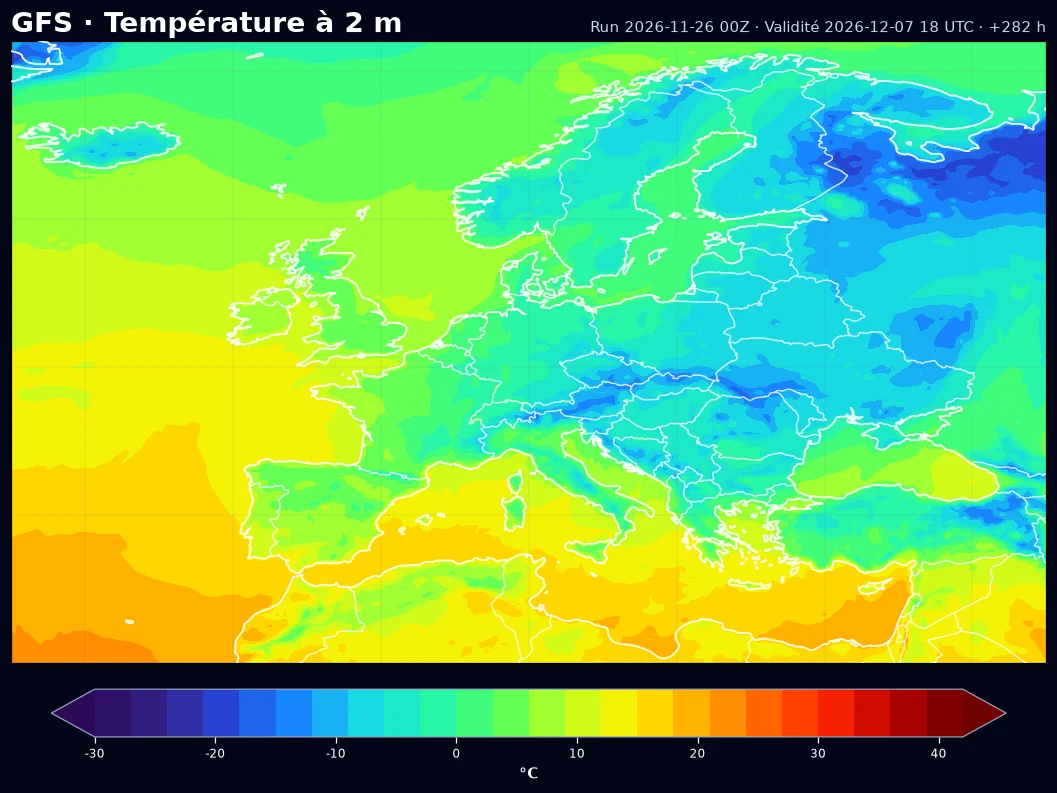 GFS · Température à 2 m
Run 2026-11-26 00Z · Validité 2026-12-07 18 UTC · +282 h
-30 -20 -10 0 10 20 30 40
°C